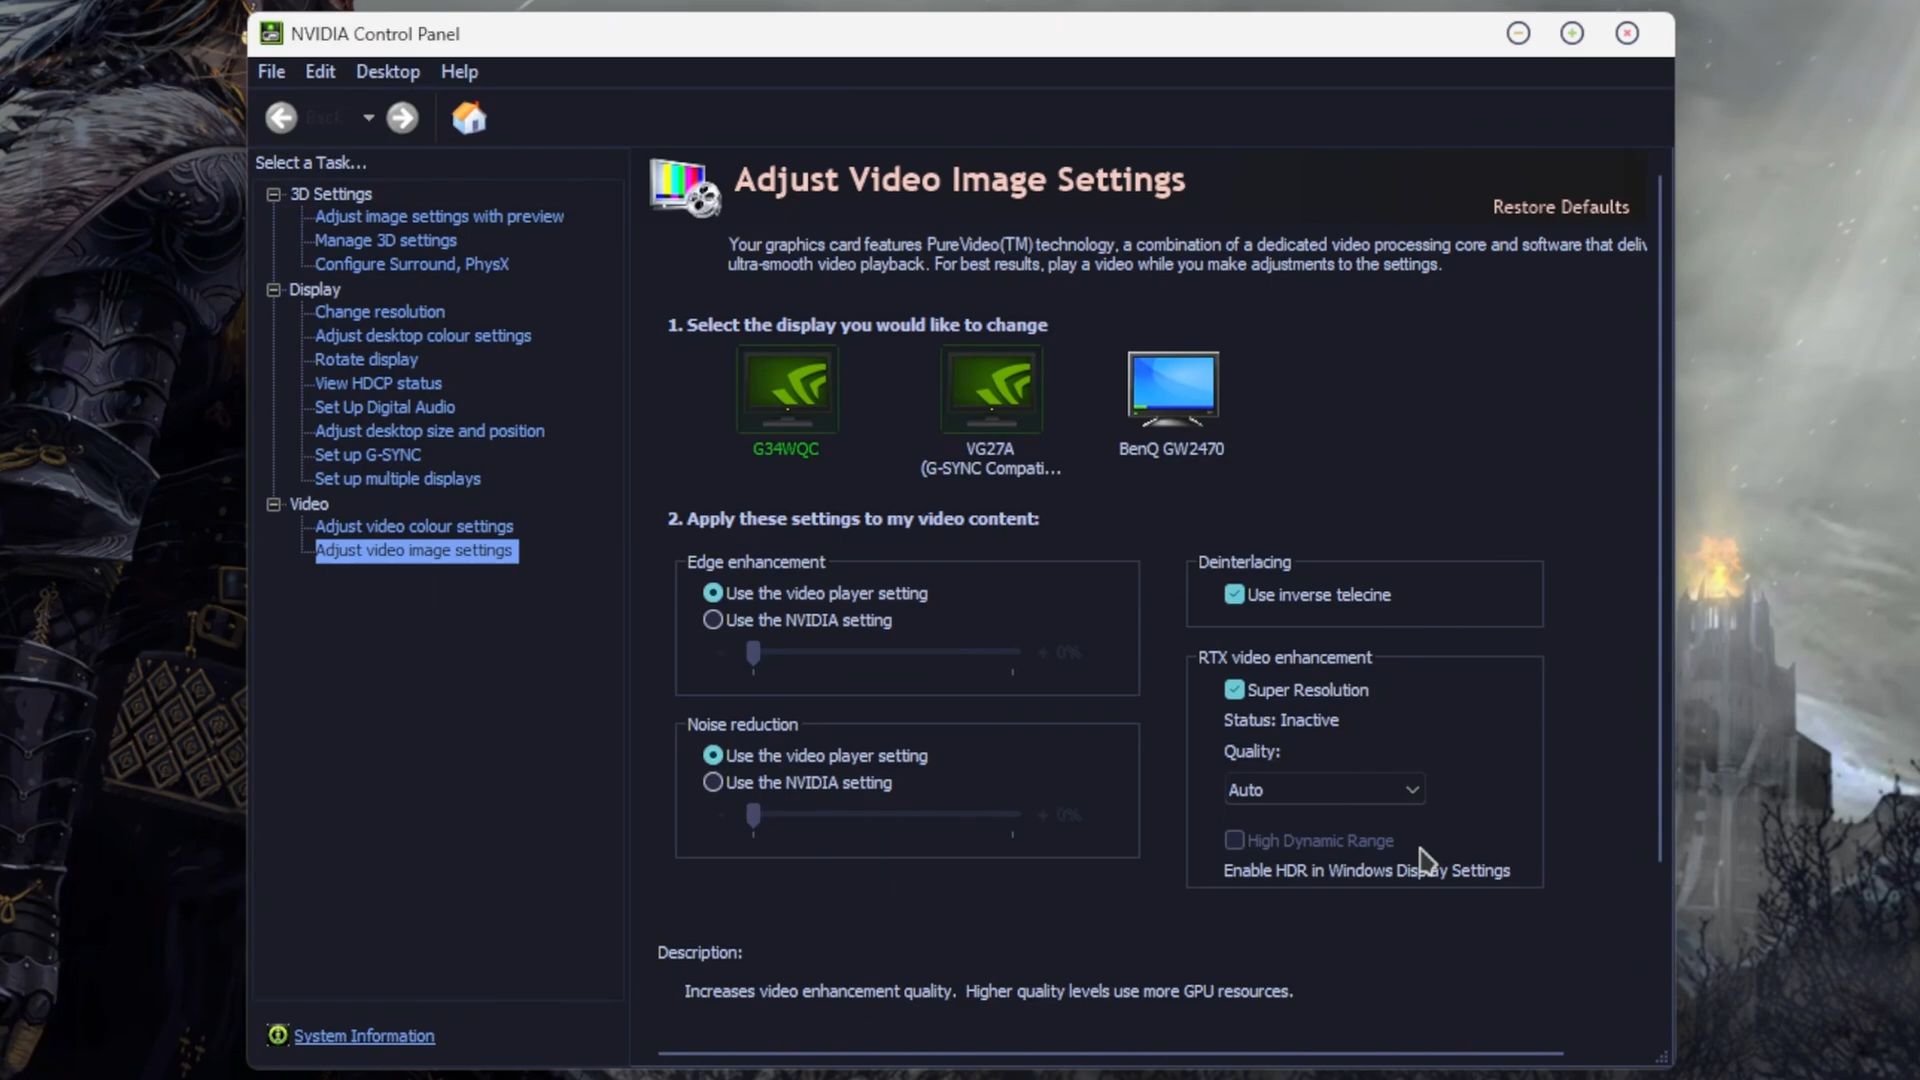 NVIDIA Control Panel
File Edit Desktop Help
Back
Select a Task...
3D Settings
Adjust image settings with preview
Manage 3D settings
Configure Surround, PhysX
Display
Change resolution
Adjust desktop colour settings
Rotate display
View HDCP status
Set Up Digital Audio
Adjust desktop size and position
Set up G-SYNC
Set up multiple displays
Video
Adjust video colour settings
Adjust video image settings
System Information
Adjust Video Image Settings
Restore Defaults
Your graphics card features PureVideo(TM) technology, a combination of a dedicated video processing core and software that deliv
ultra-smooth video playback. For best results, play a video while you make adjustments to the settings.
1. Select the display you would like to change
G34WQC
VG27A
(G-SYNC Compati...
BenQ GW2470
2. Apply these settings to my video content:
Edge enhancement
Use the video player setting
Use the NVIDIA setting
- + 0%
Noise reduction
Use the video player setting
Use the NVIDIA setting
- + 0%
Deinterlacing
Use inverse telecine
RTX video enhancement
Super Resolution
Status: Inactive
Quality:
Auto
High Dynamic Range
Enable HDR in Windows Display Settings
Description:
Increases video enhancement quality. Higher quality levels use more GPU resources.